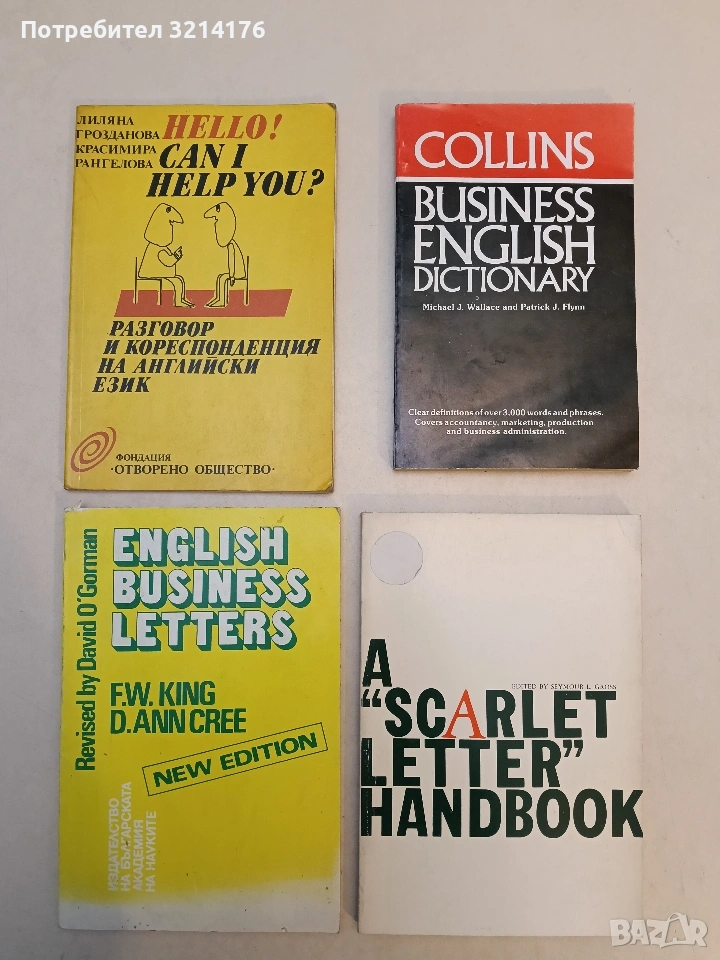 Потребител 3214176
ЛИЛЯНА
ГРОЗДАНОВА
КРАСИМИРА
РАНГЕЛОВА
HELLO!
CAN I
HELP YOU?
РАЗГОВОР
И КОРЕСПОНДЕНЦИЯ
НА АНГЛИЙСКИ
ЕЗИК
ФОНДАЦИЯ
·ОТВОРЕНО ОБЩЕСТВО·
COLLINS
BUSINESS
ENGLISH
DICTIONARY
Michael J. Wallace and Patrick J. Flynn
Clear definitions of over 3,000 words and phrases.
Covers accountancy, marketing, production
and business administration.
Revised by David O'Gorman
ENGLISH
BUSINESS
LETTERS
F.W. KING
D.ANN CREE
NEW EDITION
ИЗДАТЕЛСТВО
НА БЪЛГАРСКАТА
АКАДЕМИЯ
НА НАУКИТЕ
EDITED BY SEYMOUR L. GROSS
A
"SCARLET
LETTER"
HANDBOOK
BAZAR